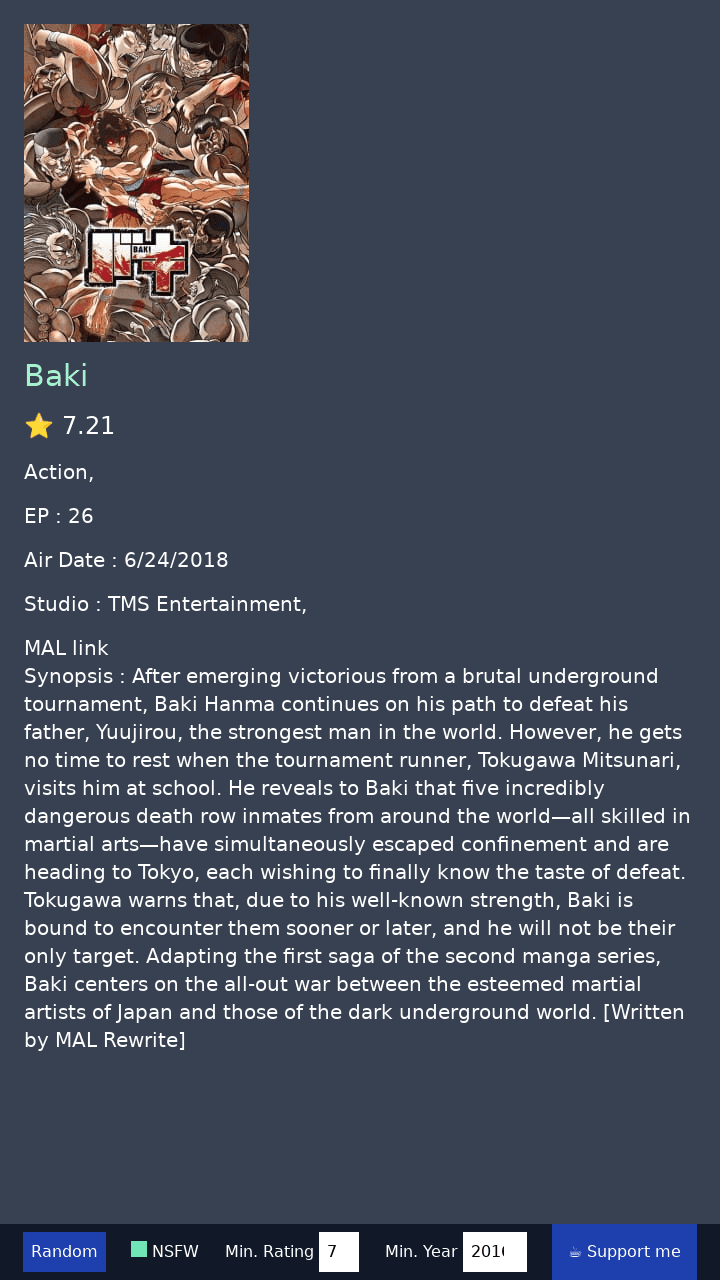 バキ
BAKI
Baki
⭐ 7.21
Action,
EP : 26
Air Date : 6/24/2018
Studio : TMS Entertainment,
MAL link
Synopsis : After emerging victorious from a brutal underground
tournament, Baki Hanma continues on his path to defeat his
father, Yuujirou, the strongest man in the world. However, he gets
no time to rest when the tournament runner, Tokugawa Mitsunari,
visits him at school. He reveals to Baki that five incredibly
dangerous death row inmates from around the world—all skilled in
martial arts—have simultaneously escaped confinement and are
heading to Tokyo, each wishing to finally know the taste of defeat.
Tokugawa warns that, due to his well-known strength, Baki is
bound to encounter them sooner or later, and he will not be their
only target. Adapting the first saga of the second manga series,
Baki centers on the all-out war between the esteemed martial
artists of Japan and those of the dark underground world. [Written
by MAL Rewrite]
Random NSFW Min. Rating 7 Min. Year ☕ Support me